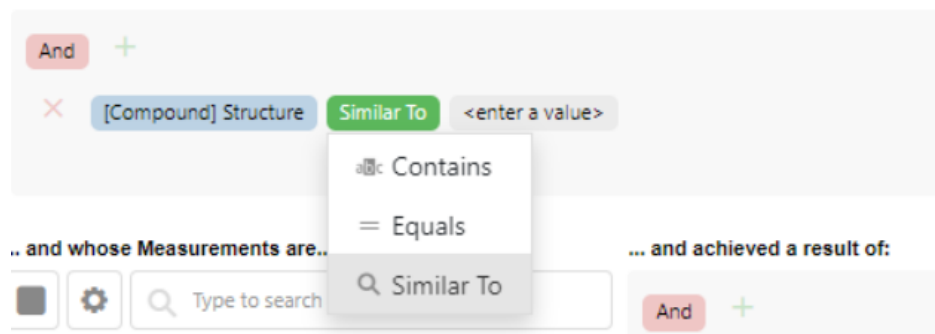 And
[Compound] Structure Similar To <enter a value>
abc Contains
Equals
Similar To
.. and whose Measurements are..
... and achieved a result of:
Type to search
And